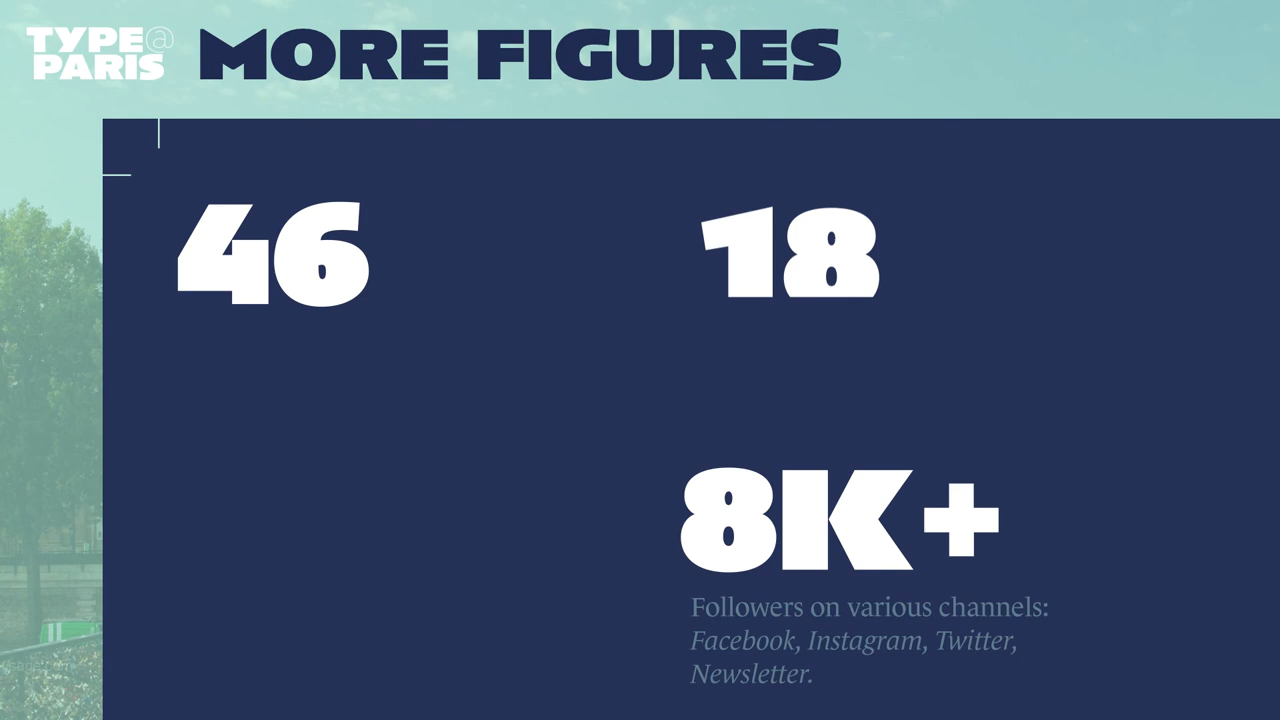 TYPE@
PARIS
MORE FIGURES
46
18
8K+
Followers on various channels:
Facebook, Instagram, Twitter,
Newsletter.